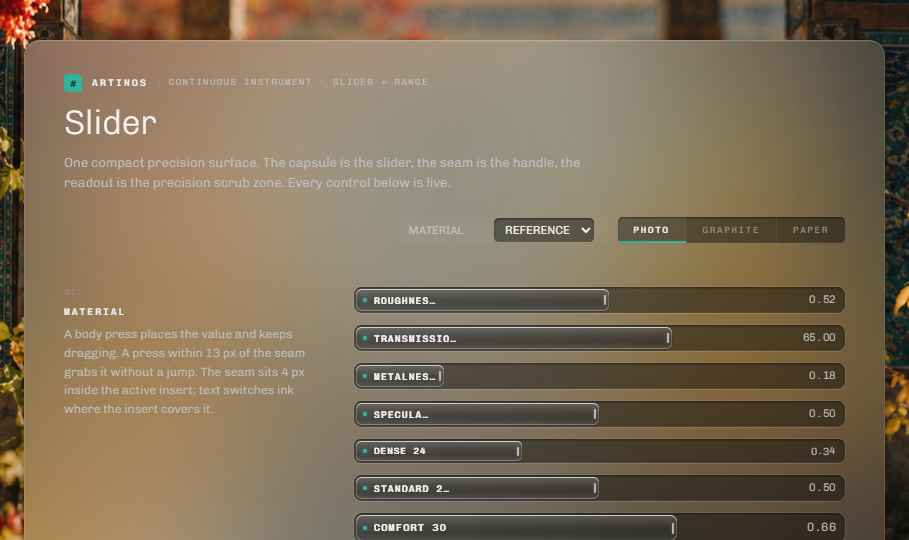 # ARTINOS · CONTINUOUS INSTRUMENT · SLIDER + RANGE
Slider
One compact precision surface. The capsule is the slider, the seam is the handle, the
readout is the precision scrub zone. Every control below is live.
MATERIAL REFERENCE PHOTO GRAPHITE PAPER
MATERIAL
A body press places the value and keeps
dragging. A press within 13 px of the seam
grabs it without a jump. The seam sits 4 px
inside the active insert; text switches ink
where the insert covers it.
ROUGHNES… 0.52
TRANSMISSIO… 65.00
METALNES… 0.18
SPECULA… 0.50
DENSE 24 0.34
STANDARD 2… 0.50
COMFORT 30 0.66